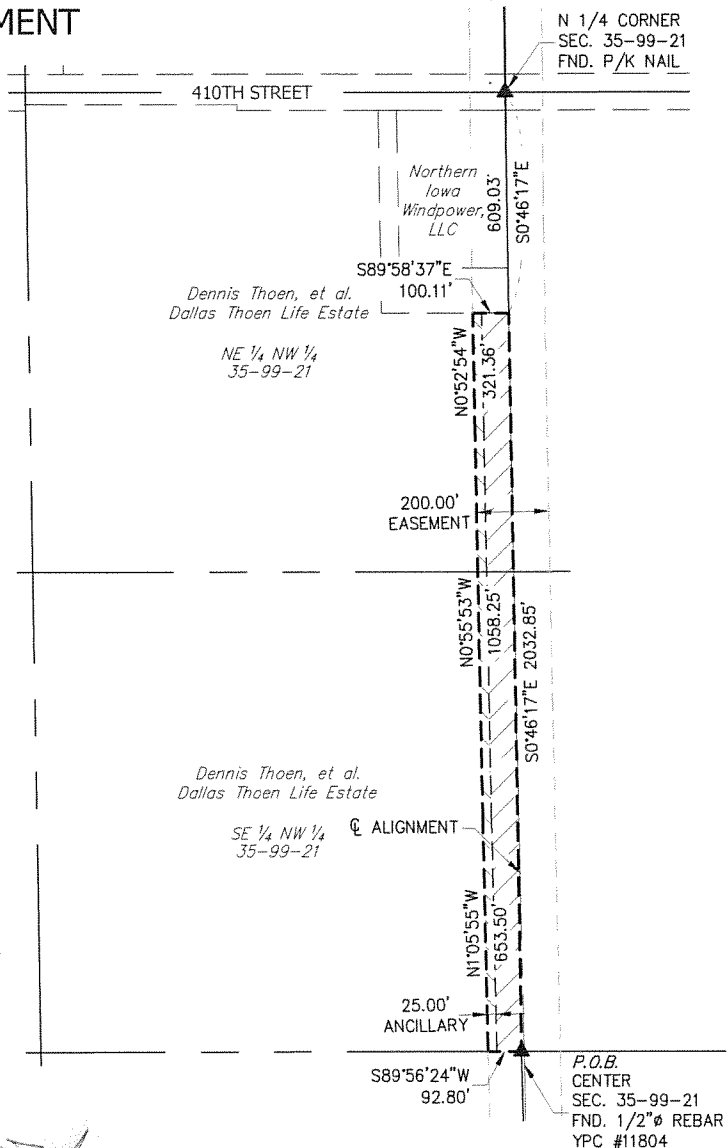 MENT
N 1/4 CORNER
SEC. 35-99-21
FND. P/K NAIL
410TH STREET
Northern
Iowa
Windpower,
LLC
609.03'
S0°46'17"E
S89°58'37"E
100.11'
Dennis Thoen, et al.
Dallas Thoen Life Estate
NE 1/4 NW 1/4
35-99-21
N0°52'54"W
321.36'
200.00'
EASEMENT
N0°55'53"W
1058.25'
S0°46'17"E 2032.85'
Dennis Thoen, et al.
Dallas Thoen Life Estate
SE 1/4 NW 1/4
35-99-21
℄ ALIGNMENT
N1°05'55"W
653.50'
25.00'
ANCILLARY
S89°56'24"W
92.80'
P.O.B.
CENTER
SEC. 35-99-21
FND. 1/2"ø REBAR
YPC #11804